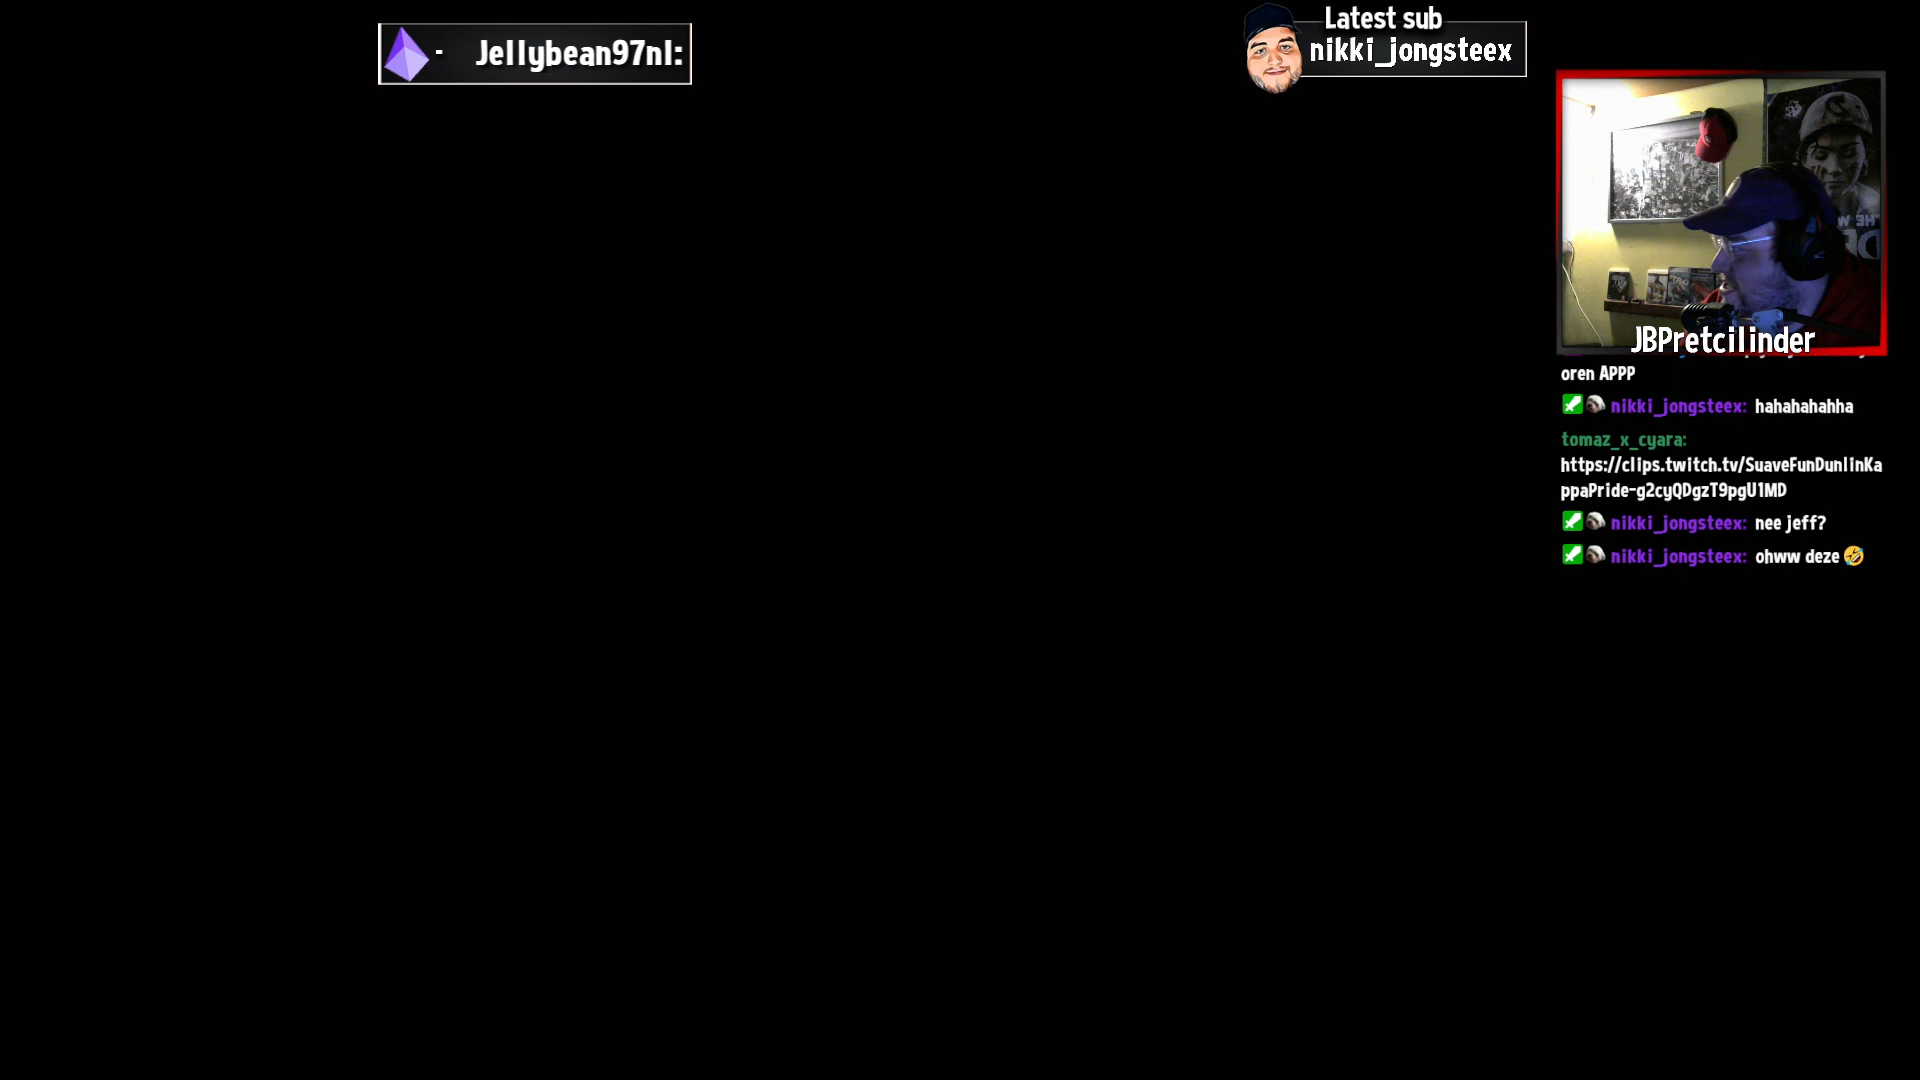 - Jellybean97nl:
Latest sub
nikki_jongsteex
JBPretcilinder
oren APPP
nikki_jongsteex: hahahahahha
tomaz_x_cyara:
https://clips.twitch.tv/SuaveFunDunlinKa
ppaPride-g2cyQDgzT9pgU1MD
nikki_jongsteex: nee jeff?
nikki_jongsteex: ohww deze 🤣